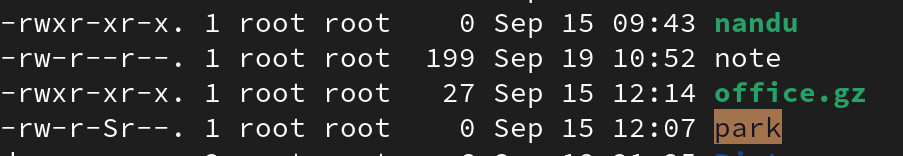 -rwxr-xr-x. 1 root root 0 Sep 15 09:43 nandu
-rw-r--r--. 1 root root 199 Sep 19 10:52 note
-rwxr-xr-x. 1 root root 27 Sep 15 12:14 office.gz
-rw-r-Sr--. 1 root root 0 Sep 15 12:07 park